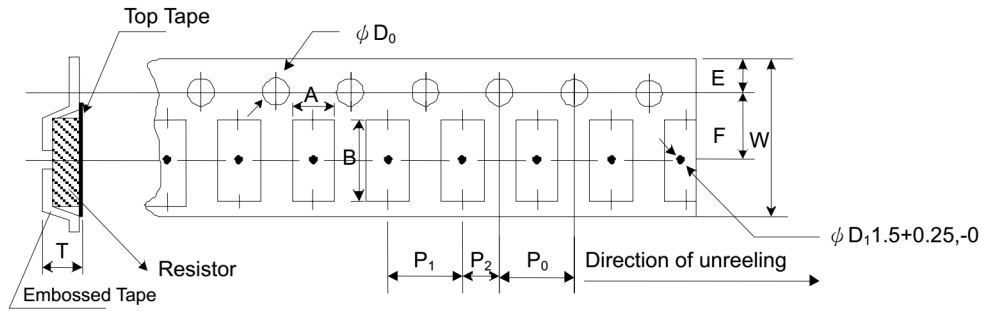 Top Tape
ϕ D₀
E
A
F
W
B
ϕ D₁ 1.5+0.25,-0
T
P₁
P₂
P₀
Direction of unreeling
Resistor
Embossed Tape